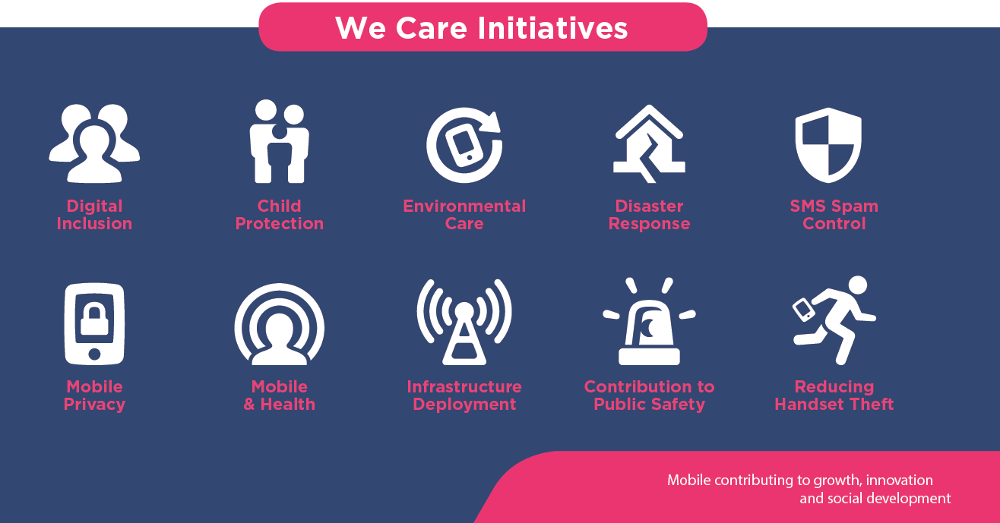 We Care Initiatives
Digital
Inclusion
Child
Protection
Environmental
Care
Disaster
Response
SMS Spam
Control
Mobile
Privacy
Mobile
& Health
Infrastructure
Deployment
Contribution to
Public Safety
Reducing
Handset Theft
Mobile contributing to growth, innovation
and social development